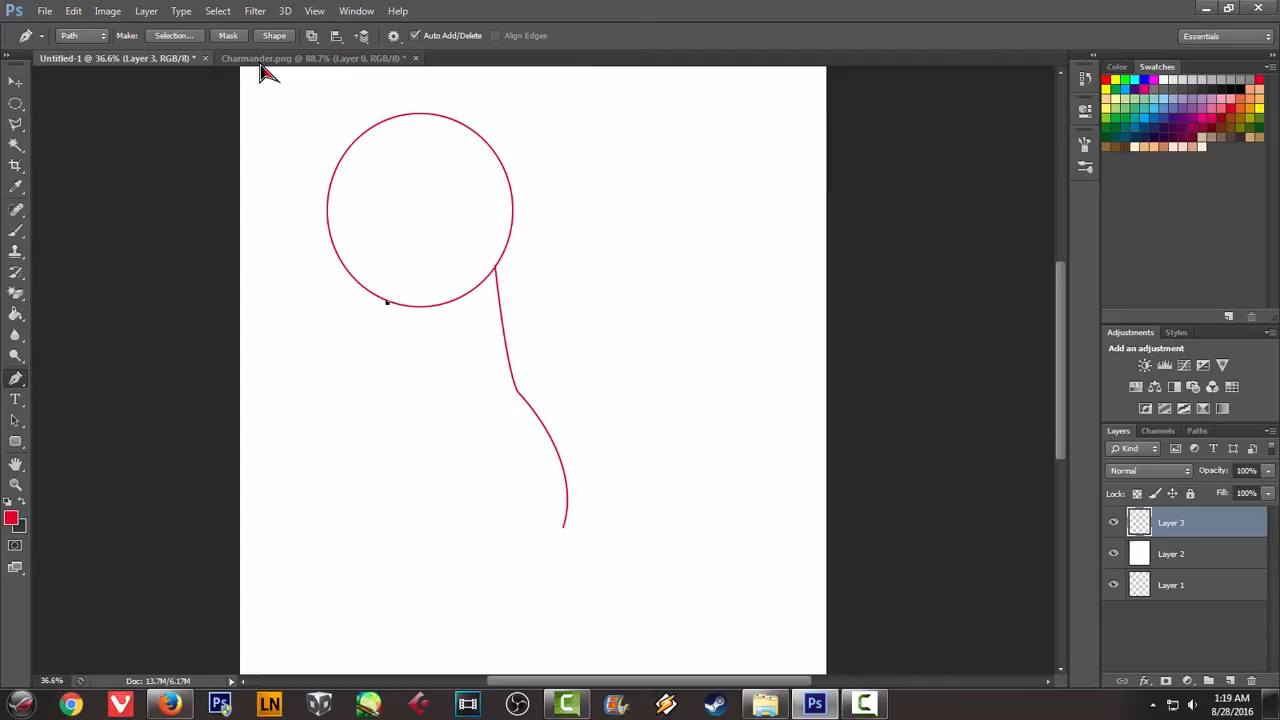 Ps File Edit Image Layer Type Select Filter 3D View Window Help
Path Make: Selection... Mask Shape Auto Add/Delete Align Edges Essentials
Untitled-1 @ 36.6% (Layer 3, RGB/8) * × Charmander.png @ 88.7% (Layer 0, RGB/8) * ×
Color Swatches
Adjustments Styles
Add an adjustment
Layers Channels Paths
Kind
Normal Opacity: 100%
Lock: Fill: 100%
Layer 3
Layer 2
Layer 1
36.6% Doc: 13.7M/6.17M
Ps LN Ps
1:19 AM
8/28/2016